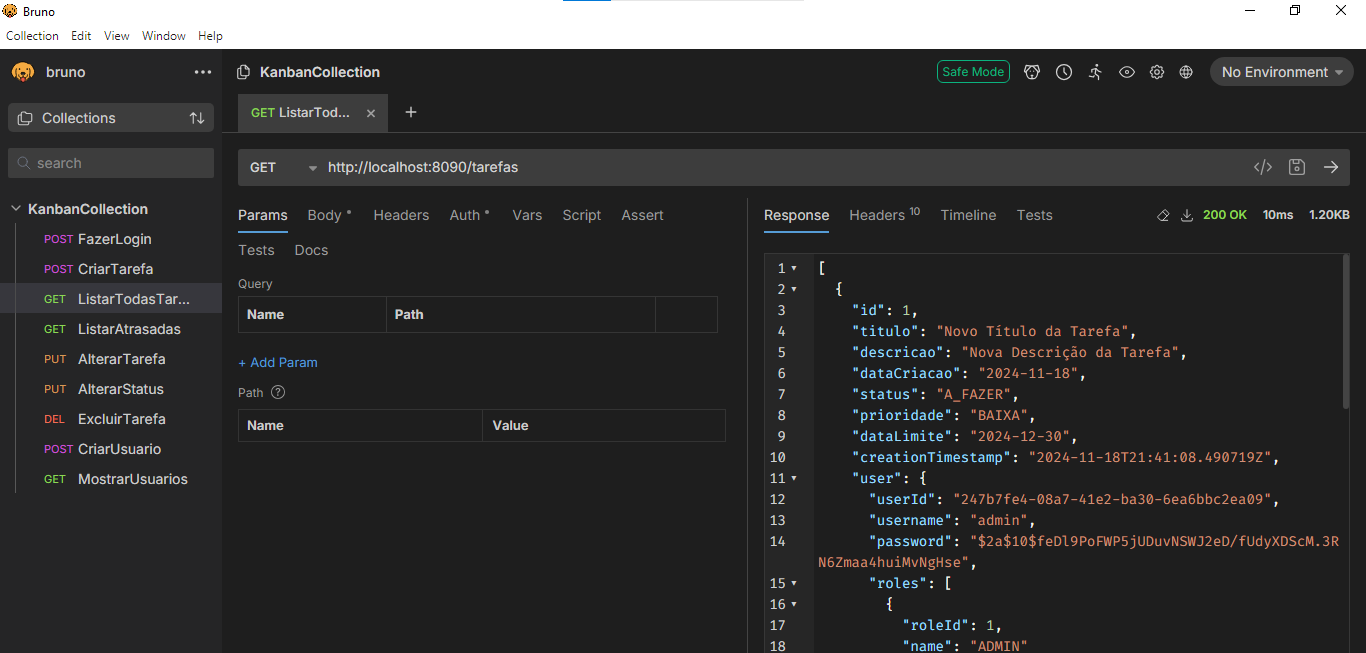 Bruno
Collection Edit View Window Help
bruno
KanbanCollection
Safe Mode
No Environment
Collections
GET ListarTod...
search
GET http://localhost:8090/tarefas
KanbanCollection
POST FazerLogin
POST CriarTarefa
GET ListarTodasTar...
GET ListarAtrasadas
PUT AlterarTarefa
PUT AlterarStatus
DEL ExcluirTarefa
POST CriarUsuario
GET MostrarUsuarios
Params Body Headers Auth Vars Script Assert
Tests Docs
Query
Name Path
+ Add Param
Path ?
Name Value
Response Headers 10 Timeline Tests 200 OK 10ms 1.20KB
1 [
2 {
3 "id": 1,
4 "titulo": "Novo Título da Tarefa",
5 "descricao": "Nova Descrição da Tarefa",
6 "dataCriacao": "2024-11-18",
7 "status": "A_FAZER",
8 "prioridade": "BAIXA",
9 "dataLimite": "2024-12-30",
10 "creationTimestamp": "2024-11-18T21:41:08.490719Z",
11 "user": {
12 "userId": "247b7fe4-08a7-41e2-ba30-6ea6bbc2ea09",
13 "username": "admin",
14 "password": "$2a$10$feDl9PoFWP5jUDuvNSWJ2eD/fUdyXDScM.3R
N6Zmaa4huiMvNgHse",
15 "roles": [
16 {
17 "roleId": 1,
18 "name": "ADMIN"